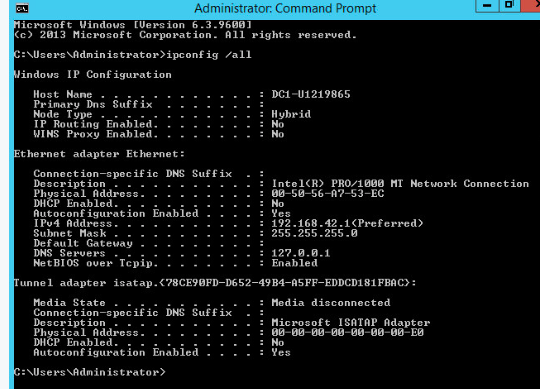 Administrator: Command Prompt
Microsoft Windows [Version 6.3.9600]
(c) 2013 Microsoft Corporation. All rights reserved.
C:\Users\Administrator>ipconfig /all
Windows IP Configuration
Host Name . . . . . . . . . . . . : DC1-U1219865
Primary Dns Suffix . . . . . . . :
Node Type . . . . . . . . . . . . : Hybrid
IP Routing Enabled. . . . . . . . : No
WINS Proxy Enabled. . . . . . . . : No
Ethernet adapter Ethernet:
Connection-specific DNS Suffix . :
Description . . . . . . . . . . . : Intel(R) PRO/1000 MT Network Connection
Physical Address. . . . . . . . . : 00-50-56-A7-53-EC
DHCP Enabled. . . . . . . . . . . : No
Autoconfiguration Enabled . . . . : Yes
IPv4 Address. . . . . . . . . . . : 192.168.42.1(Preferred)
Subnet Mask . . . . . . . . . . . : 255.255.255.0
Default Gateway . . . . . . . . . :
DNS Servers . . . . . . . . . . . : 127.0.0.1
NetBIOS over Tcpip. . . . . . . . : Enabled
Tunnel adapter isatap.{78CE90FD-D652-49B4-A5FF-EDDCD181FBAC}:
Media State . . . . . . . . . . . : Media disconnected
Connection-specific DNS Suffix . :
Description . . . . . . . . . . . : Microsoft ISATAP Adapter
Physical Address. . . . . . . . . : 00-00-00-00-00-00-00-E0
DHCP Enabled. . . . . . . . . . . : No
Autoconfiguration Enabled . . . . : Yes
C:\Users\Administrator>